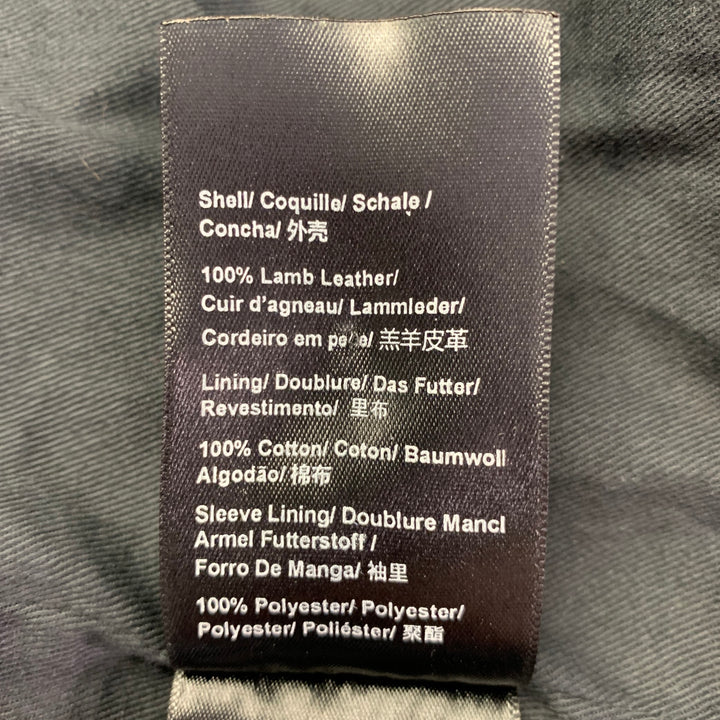 Shell/ Coquille/ Schale /
Concha/ 外壳
100% Lamb Leather/
Cuir d'agneau/ Lammleder/
Cordeiro em pele/ 羔羊皮革
Lining/ Doublure/ Das Futter/
Revestimento/ 里布
100% Cotton/ Coton/ Baumwoll
Algodão/ 棉布
Sleeve Lining/ Doublure Mancl
Armel Futterstoff /
Forro De Manga/ 袖里
100% Polyester/ Polyester/
Polyester/ Poliéster/ 聚酯